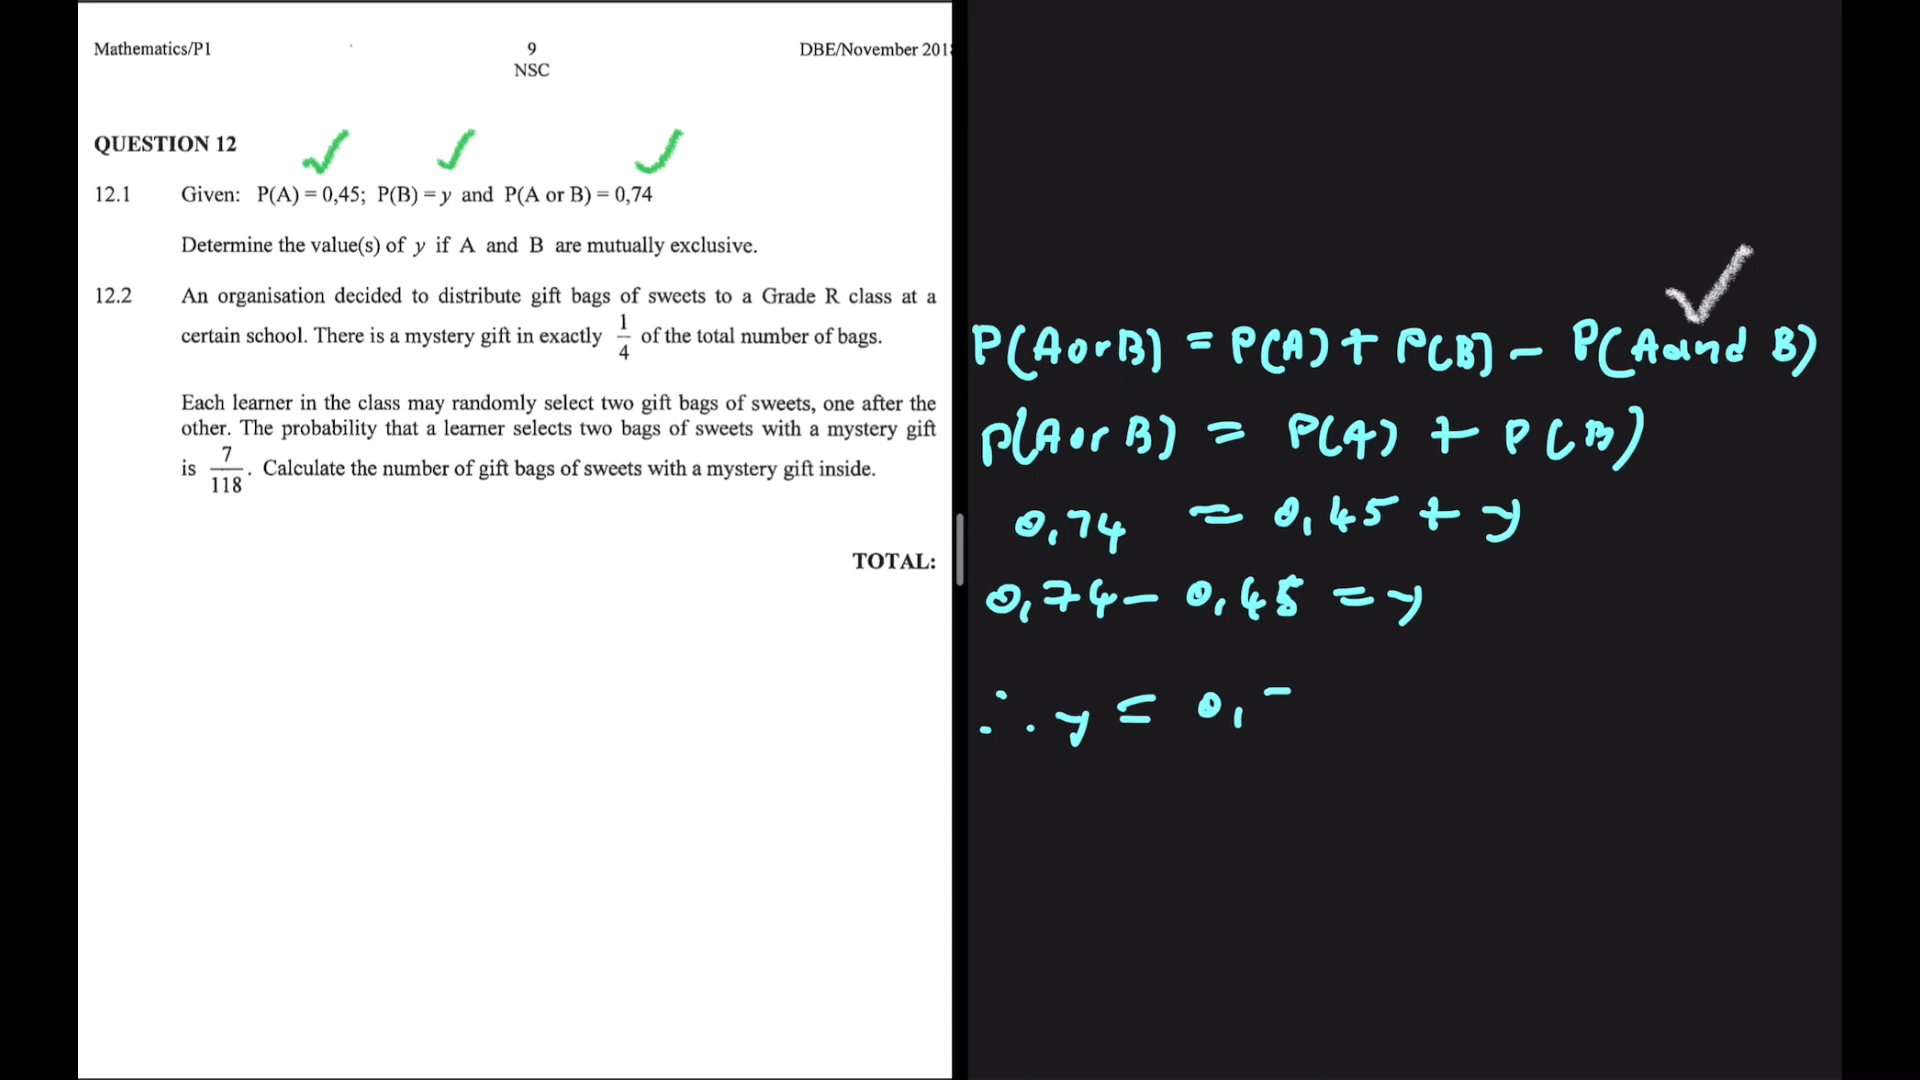 Mathematics/P1
9
NSC
DBE/November 201
QUESTION 12
12.1 Given: P(A) = 0,45; P(B) = y and P(A or B) = 0,74
Determine the value(s) of y if A and B are mutually exclusive.
12.2 An organisation decided to distribute gift bags of sweets to a Grade R class at a
certain school. There is a mystery gift in exactly 1/4 of the total number of bags.
Each learner in the class may randomly select two gift bags of sweets, one after the
other. The probability that a learner selects two bags of sweets with a mystery gift
is 7/118. Calculate the number of gift bags of sweets with a mystery gift inside.
TOTAL:
P(A or B) = P(A) + P(B) - P(A and B)
P(A or B) = P(A) + P(B)
0,74 = 0,45 + y
0,74 - 0,45 = y
∴ y = 0,